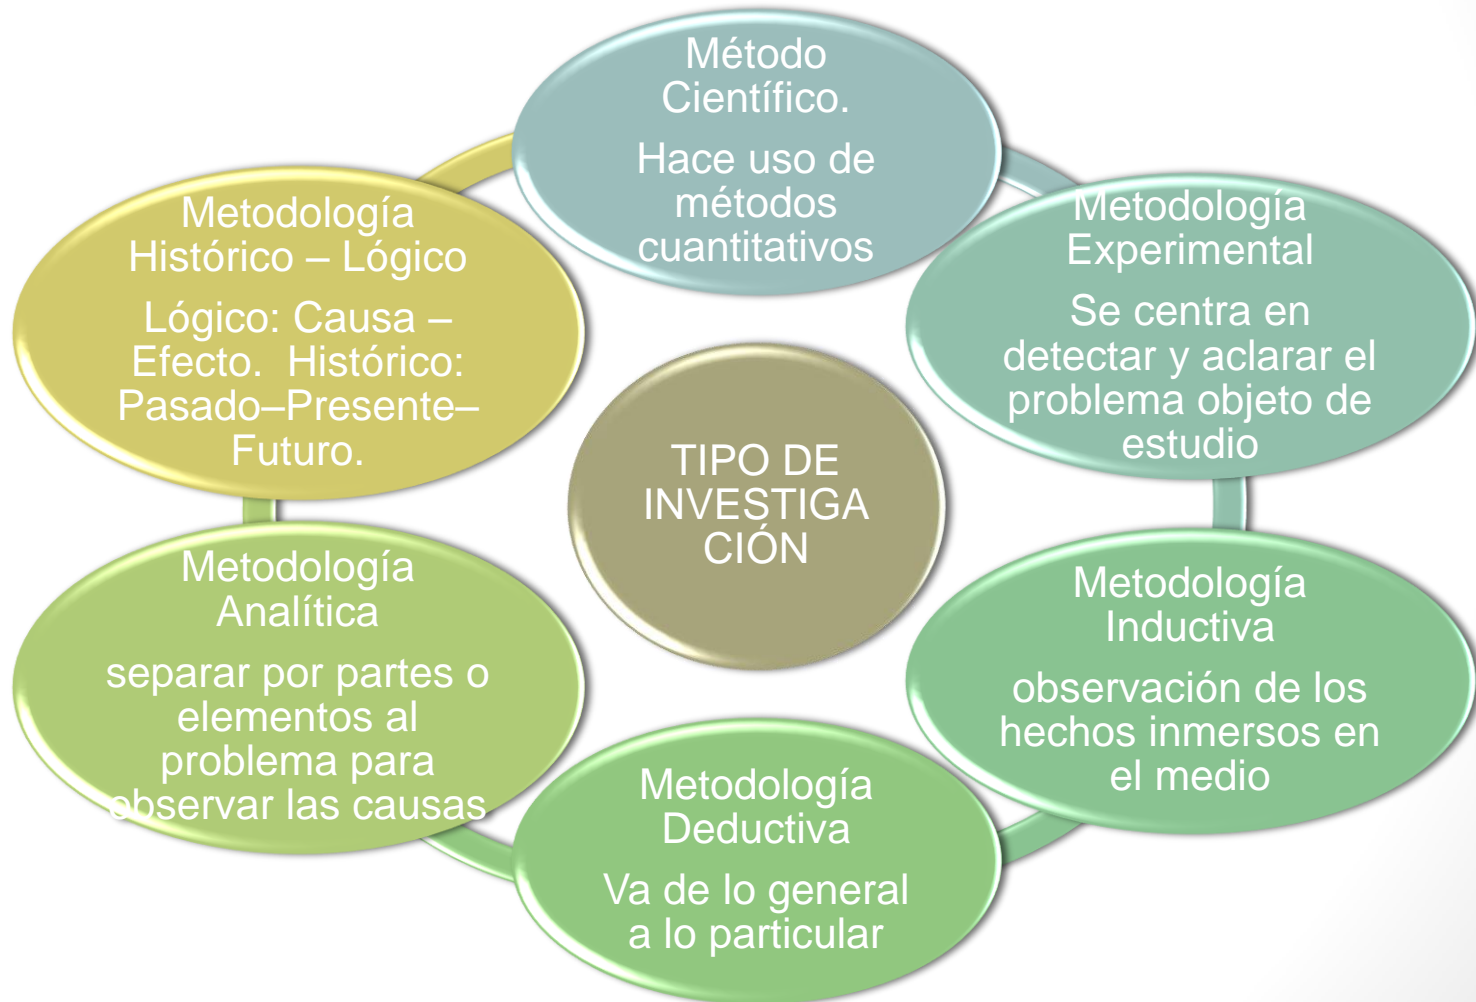 Método
Científico.
Hace uso de
métodos
cuantitativos
Metodología
Experimental
Se centra en
detectar y aclarar el
problema objeto de
estudio
Metodología
Inductiva
observación de los
hechos inmersos en
el medio
Metodología
Deductiva
Va de lo general
a lo particular
Metodología
Analítica
separar por partes o
elementos al
problema para
observar las causas
Metodología
Histórico – Lógico
Lógico: Causa –
Efecto.  Histórico:
Pasado–Presente–
Futuro.
TIPO DE
INVESTIGA
CIÓN